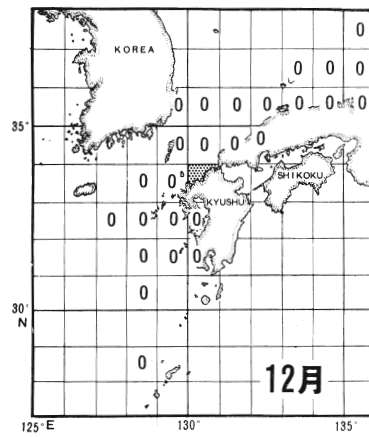 0
KOREA
0 0 0
0 0 0 0 0 0 0
35°
0 0 0 0
SHIKOKU
0 0
KYUSHU
0 0 0 0
0 0 0
0
30°
N
0
12月
125°E 130° 135°